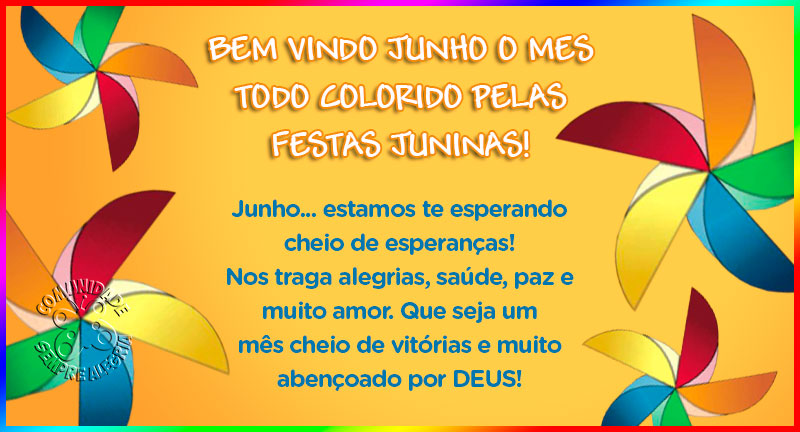 BEM VINDO JUNHO O MES
TODO COLORIDO PELAS
FESTAS JUNINAS!
Junho... estamos te esperando
cheio de esperanças!
Nos traga alegrias, saúde, paz e
muito amor. Que seja um
mês cheio de vitórias e muito
abençoado por DEUS!
COMUNIDADE
SEMPRE ALEGRIA